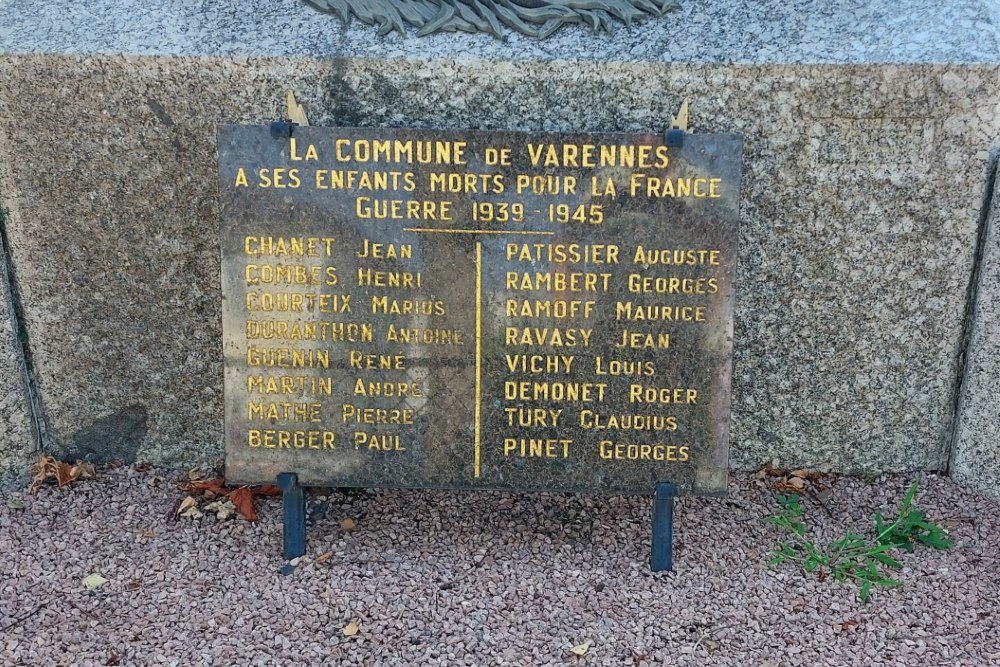 LA COMMUNE DE VARENNES
A SES ENFANTS MORTS POUR LA FRANCE
GUERRE 1939 - 1945
CHANET JEAN
COMBES HENRI
COURTEIX MARIUS
DURANTHON ANTOINE
GUENIN RENÉ
MARTIN ANDRÉ
MATHE PIERRE
BERGER PAUL
PATISSIER AUGUSTE
RAMBERT GEORGES
RAMOFF MAURICE
RAVASY JEAN
VICHY LOUIS
DEMONET ROGER
TURY CLAUDIUS
PINET GEORGES